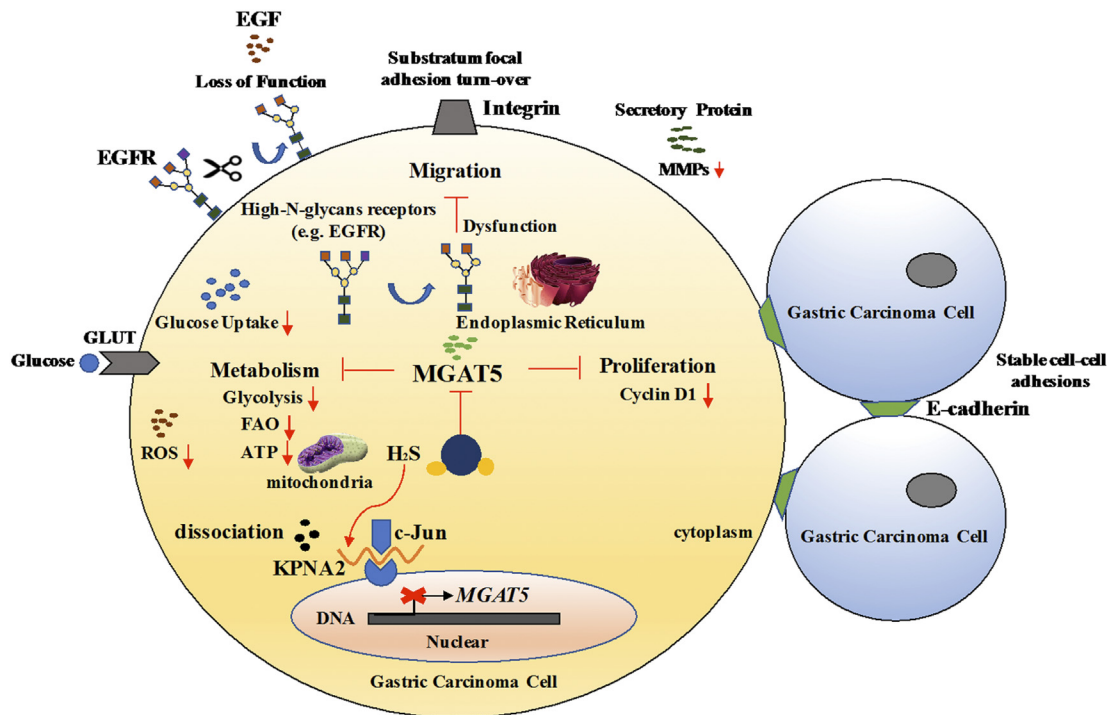 EGF
Loss of Function
EGFR
Substratum focal
adhesion turn-over
Integrin
Secretory Protein
MMPs
Migration
High-N-glycans receptors
(e.g. EGFR)
Dysfunction
Glucose Uptake
Endoplasmic Reticulum
GLUT
Glucose
Metabolism
MGAT5
Proliferation
Glycolysis
Cyclin D1
FAO
ROS
ATP
H₂S
mitochondria
dissociation
c-Jun
KPNA2
cytoplasm
MGAT5
DNA
Nuclear
Gastric Carcinoma Cell
Gastric Carcinoma Cell
Stable cell-cell
adhesions
E-cadherin
Gastric Carcinoma Cell